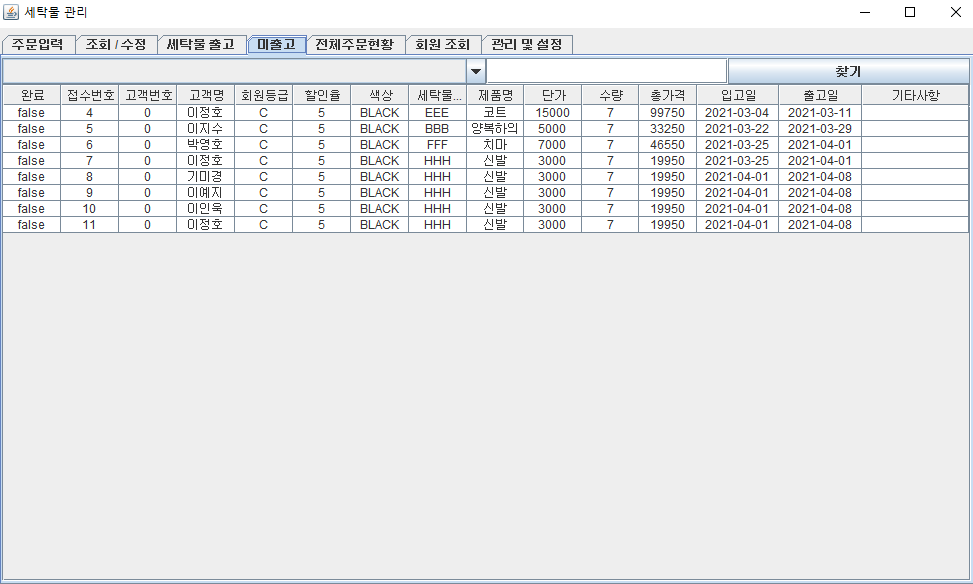 세탁물 관리
주문입력 조회 / 수정 세탁물 출고 미출고 전체주문현황 회원 조회 관리 및 설정
찾기
완료 접수번호 고객번호 고객명 회원등급 할인율 색상 세탁물... 제품명 단가 수량 총가격 입고일 출고일 기타사항
false 4 0 이정호 C 5 BLACK EEE 코트 15000 7 99750 2021-03-04 2021-03-11
false 5 0 이지수 C 5 BLACK BBB 양복하의 5000 7 33250 2021-03-22 2021-03-29
false 6 0 박영호 C 5 BLACK FFF 치마 7000 7 46550 2021-03-25 2021-04-01
false 7 0 이정호 C 5 BLACK HHH 신발 3000 7 19950 2021-03-25 2021-04-01
false 8 0 기미경 C 5 BLACK HHH 신발 3000 7 19950 2021-04-01 2021-04-08
false 9 0 이예지 C 5 BLACK HHH 신발 3000 7 19950 2021-04-01 2021-04-08
false 10 0 이인욱 C 5 BLACK HHH 신발 3000 7 19950 2021-04-01 2021-04-08
false 11 0 이정호 C 5 BLACK HHH 신발 3000 7 19950 2021-04-01 2021-04-08